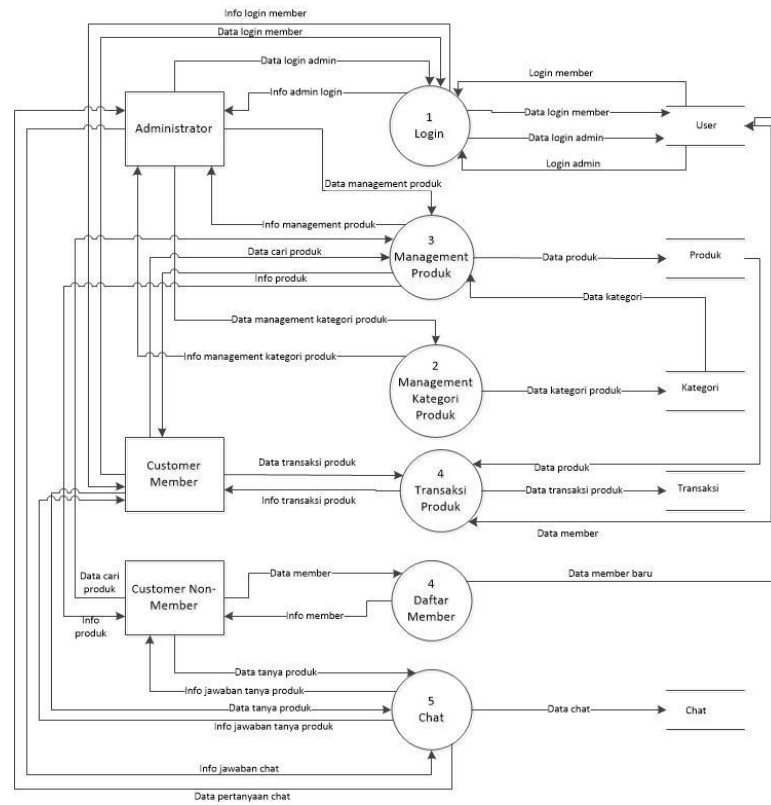 Info login member
Data login member
Data login admin
Login member
Info admin login
1
Login
Data login member
Administrator
User
Data login admin
Login admin
Data management produk
Info management produk
3
Management
Produk
Data cari produk
Data produk
Produk
Info produk
Data kategori
Data management kategori produk
Info management kategori produk
2
Management
Kategori
Produk
Data kategori produk
Kategori
Customer
Member
Data transaksi produk
4
Transaksi
Produk
Data produk
Data transaksi produk
Transaksi
Info transaksi produk
Data member
Data cari
produk
Customer Non-
Member
Data member
4
Daftar
Member
Data member baru
Info member
Info
produk
Data tanya produk
Info jawaban tanya produk
5
Chat
Data tanya produk
Data chat
Chat
Info jawaban tanya produk
Info jawaban chat
Data pertanyaan chat